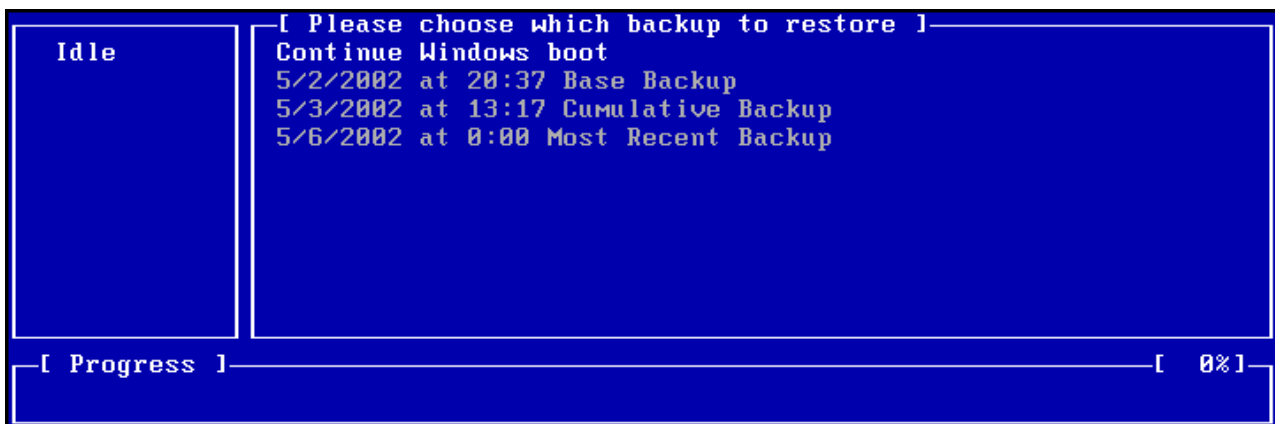 [ Please choose which backup to restore ]
Idle
Continue Windows boot
5/2/2002 at 20:37 Base Backup
5/3/2002 at 13:17 Cumulative Backup
5/6/2002 at 0:00 Most Recent Backup
[ Progress ] [ 0%]